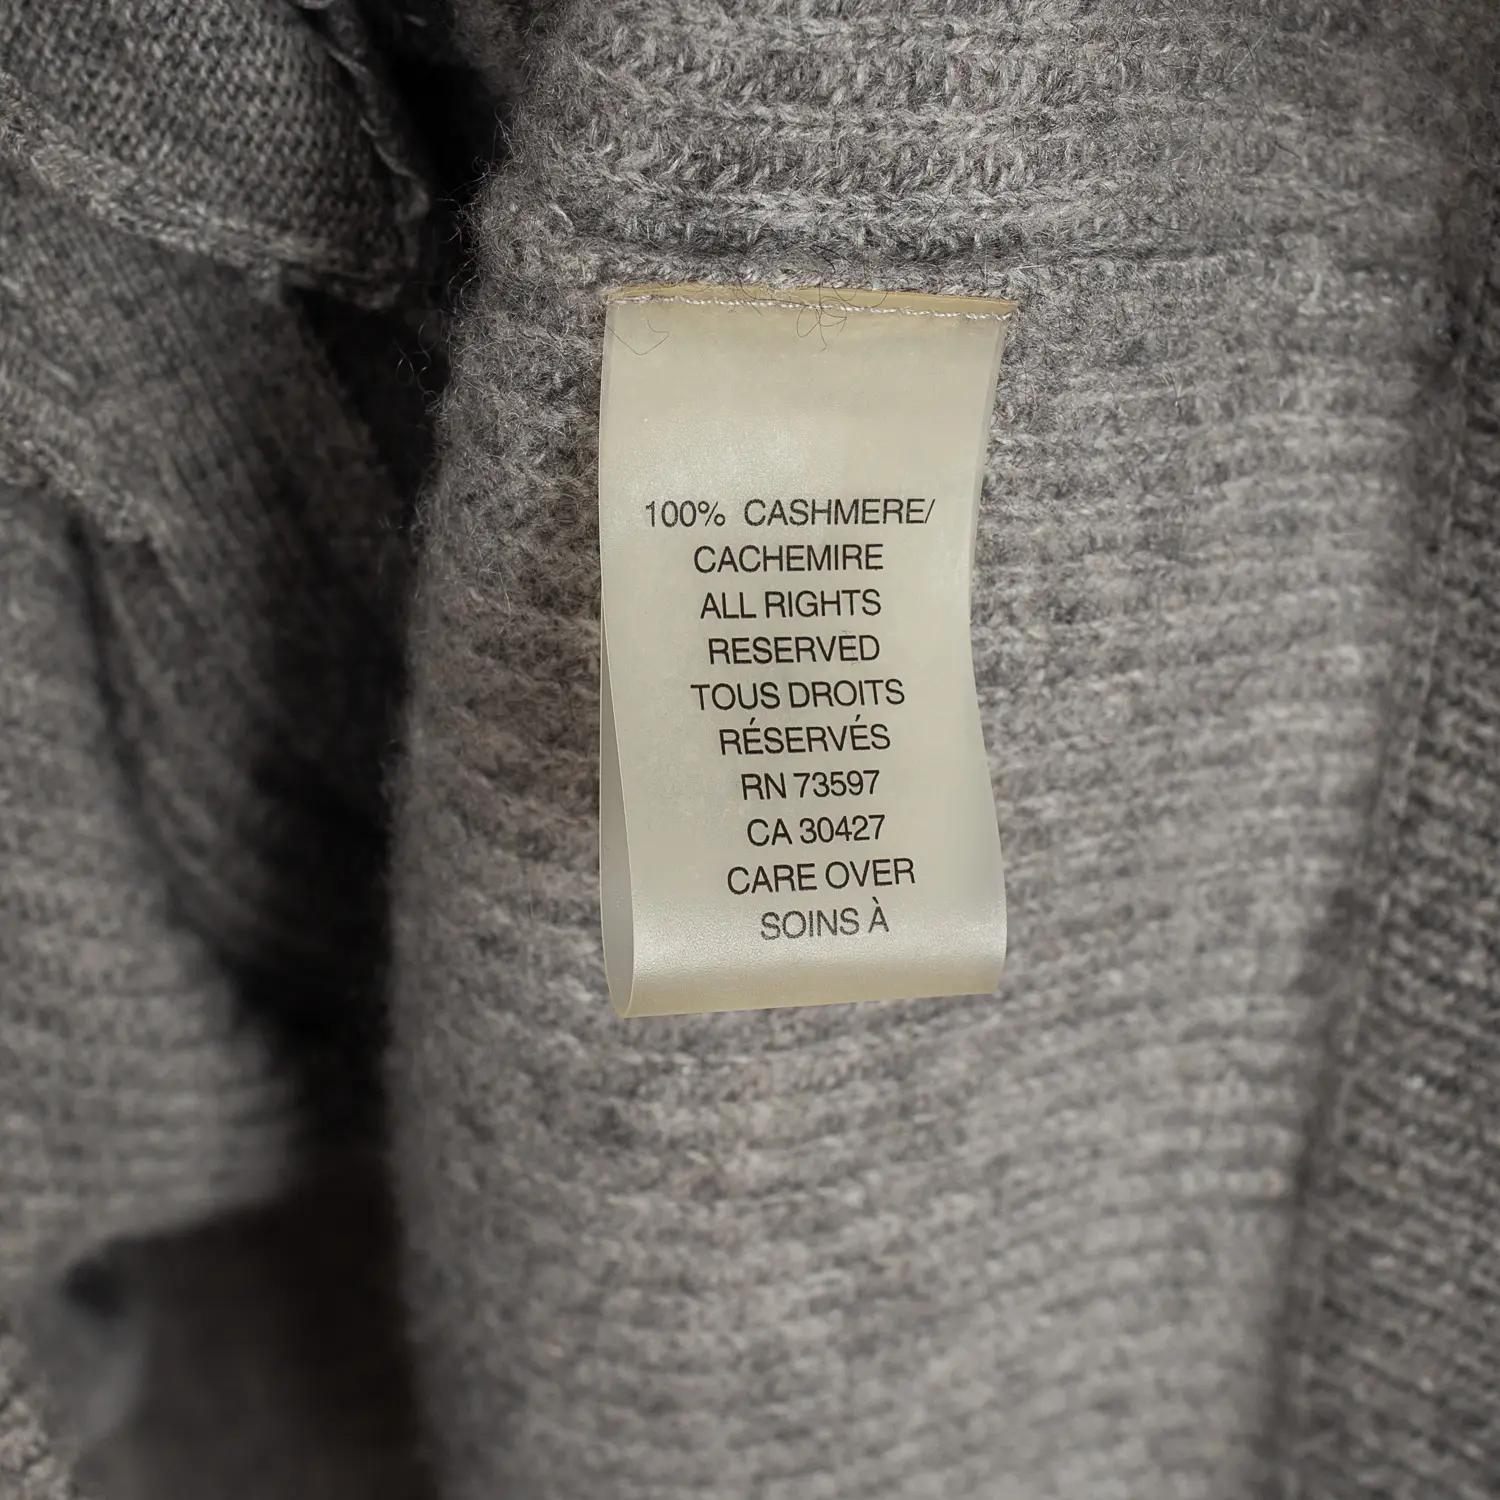 100% CASHMERE/
CACHEMIRE
ALL RIGHTS
RESERVED
TOUS DROITS
RÉSERVÉS
RN 73597
CA 30427
CARE OVER
SOINS À